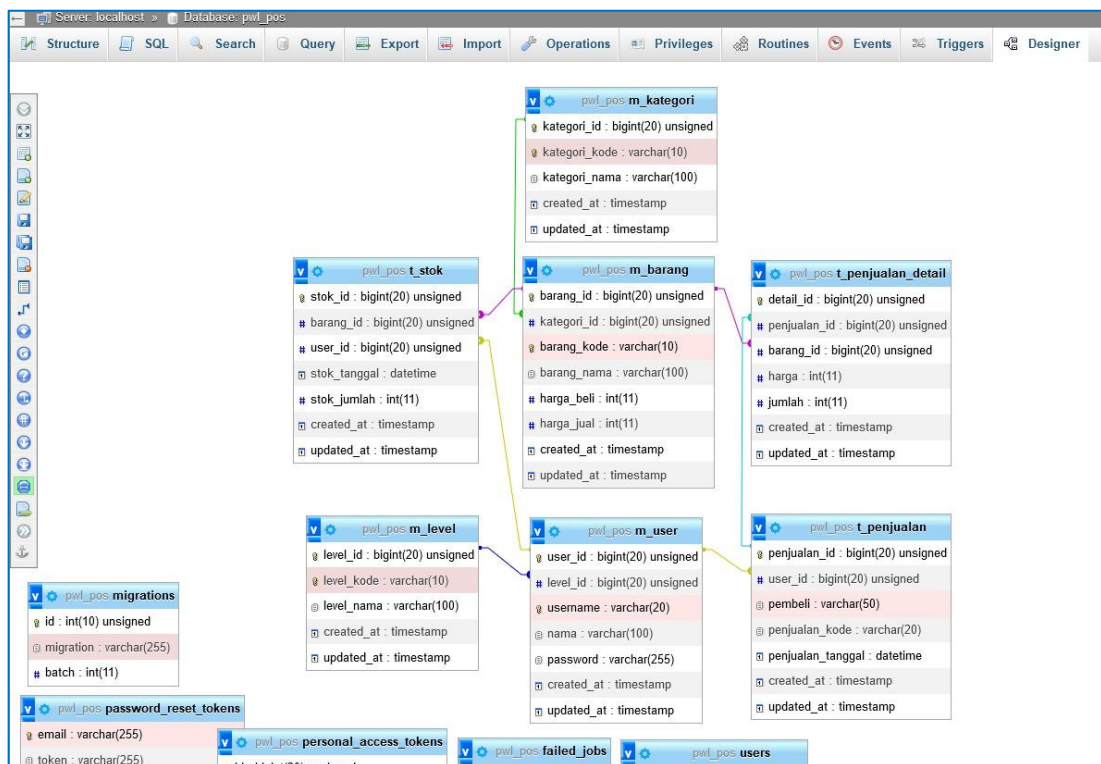 Server: localhost » Database: pwl_pos
Structure SQL Search Query Export Import Operations Privileges Routines Events Triggers Designer
pwl_pos m_kategori
kategori_id : bigint(20) unsigned
kategori_kode : varchar(10)
kategori_nama : varchar(100)
created_at : timestamp
updated_at : timestamp
pwl_pos t_stok
stok_id : bigint(20) unsigned
barang_id : bigint(20) unsigned
user_id : bigint(20) unsigned
stok_tanggal : datetime
stok_jumlah : int(11)
created_at : timestamp
updated_at : timestamp
pwl_pos m_barang
barang_id : bigint(20) unsigned
kategori_id : bigint(20) unsigned
barang_kode : varchar(10)
barang_nama : varchar(100)
harga_beli : int(11)
harga_jual : int(11)
created_at : timestamp
updated_at : timestamp
pwl_pos t_penjualan_detail
detail_id : bigint(20) unsigned
penjualan_id : bigint(20) unsigned
barang_id : bigint(20) unsigned
harga : int(11)
jumlah : int(11)
created_at : timestamp
updated_at : timestamp
pwl_pos m_level
level_id : bigint(20) unsigned
level_kode : varchar(10)
level_nama : varchar(100)
created_at : timestamp
updated_at : timestamp
pwl_pos m_user
user_id : bigint(20) unsigned
level_id : bigint(20) unsigned
username : varchar(20)
nama : varchar(100)
password : varchar(255)
created_at : timestamp
updated_at : timestamp
pwl_pos t_penjualan
penjualan_id : bigint(20) unsigned
user_id : bigint(20) unsigned
pembeli : varchar(50)
penjualan_kode : varchar(20)
penjualan_tanggal : datetime
created_at : timestamp
updated_at : timestamp
pwl_pos migrations
id : int(10) unsigned
migration : varchar(255)
batch : int(11)
pwl_pos password_reset_tokens
email : varchar(255)
token : varchar(255)
pwl_pos personal_access_tokens
pwl_pos failed_jobs
pwl_pos users